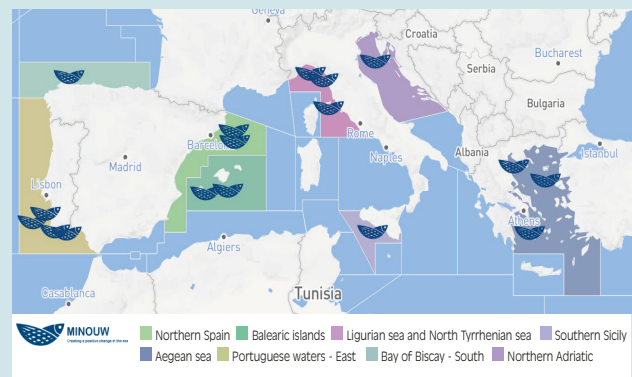 Geneva
Croatia
Bucharest
Serbia
Bulgaria
Barcelo
Rome
Albania
Istanbul
Madrid
Naples
Lisbon
Athens
Algiers
Tunisia
Casablanca
MINOUW
Creating a positive change in the sea
Northern Spain Balearic islands Ligurian sea and North Tyrrhenian sea Southern Sicily
Aegean sea Portuguese waters - East Bay of Biscay - South Northern Adriatic